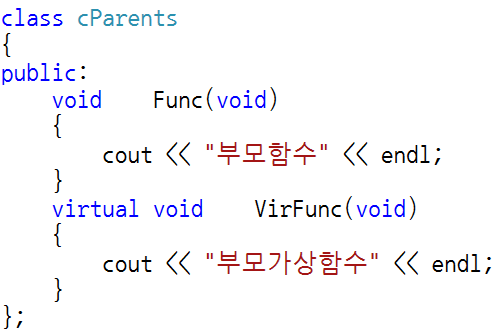 class cParents
{
public:
    void    Func(void)
    {
        cout << "부모함수" << endl;
    }
    virtual void    VirFunc(void)
    {
        cout << "부모가상함수" << endl;
    }
};